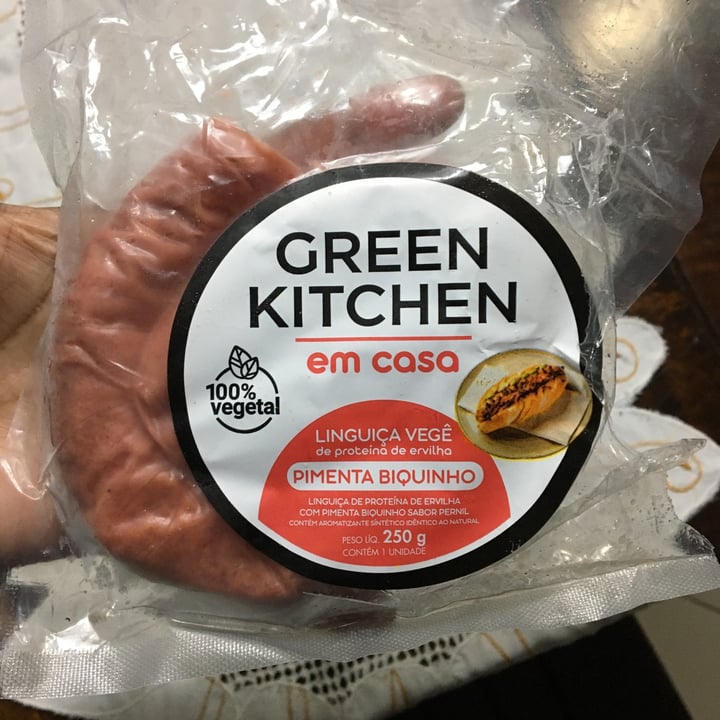 GREEN
KITCHEN
em casa
100%
vegetal
LINGUIÇA VEGÊ
de proteína de ervilha
PIMENTA BIQUINHO
LINGUIÇA DE PROTEÍNA DE ERVILHA
COM PIMENTA BIQUINHO SABOR PERNIL
CONTÉM AROMATIZANTE SINTÉTICO IDÊNTICO AO NATURAL
PESO LÍQ. 250 g
CONTÉM 1 UNIDADE